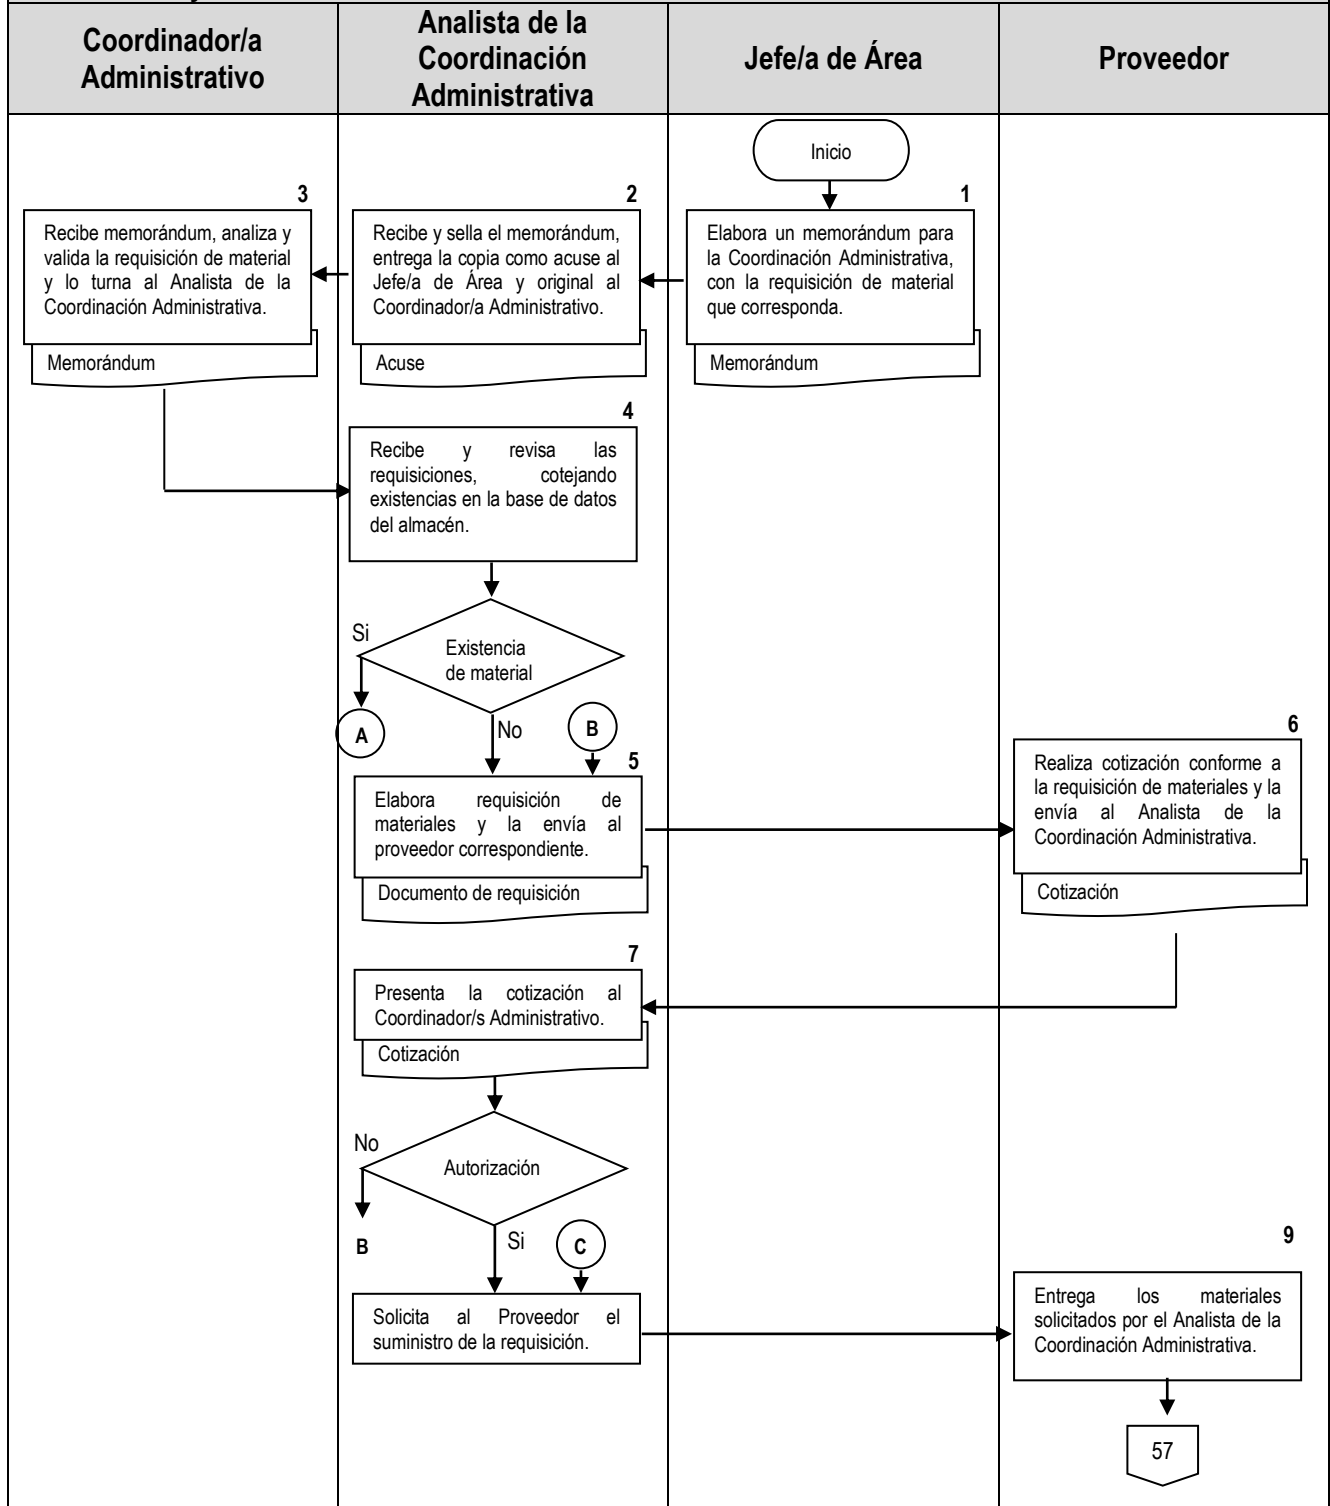 Coordinador/a
Administrativo
Analista de la
Coordinación
Administrativa
Jefe/a de Área
Proveedor
Inicio
1
Elabora un memorándum para
la Coordinación Administrativa,
con la requisición de material
que corresponda.
Memorándum
2
Recibe y sella el memorándum,
entrega la copia como acuse al
Jefe/a de Área y original al
Coordinador/a Administrativo.
Acuse
3
Recibe memorándum, analiza y
valida la requisición de material
y lo turna al Analista de la
Coordinación Administrativa.
Memorándum
4
Recibe y revisa las
requisiciones, cotejando
existencias en la base de datos
del almacén.
Existencia
de material
Si
A
No
B
5
Elabora requisición de
materiales y la envía al
proveedor correspondiente.
Documento de requisición
6
Realiza cotización conforme a
la requisición de materiales y la
envía al Analista de la
Coordinación Administrativa.
Cotización
7
Presenta la cotización al
Coordinador/s Administrativo.
Cotización
Autorización
No
B
Si
C
Solicita al Proveedor el
suministro de la requisición.
9
Entrega los materiales
solicitados por el Analista de la
Coordinación Administrativa.
57